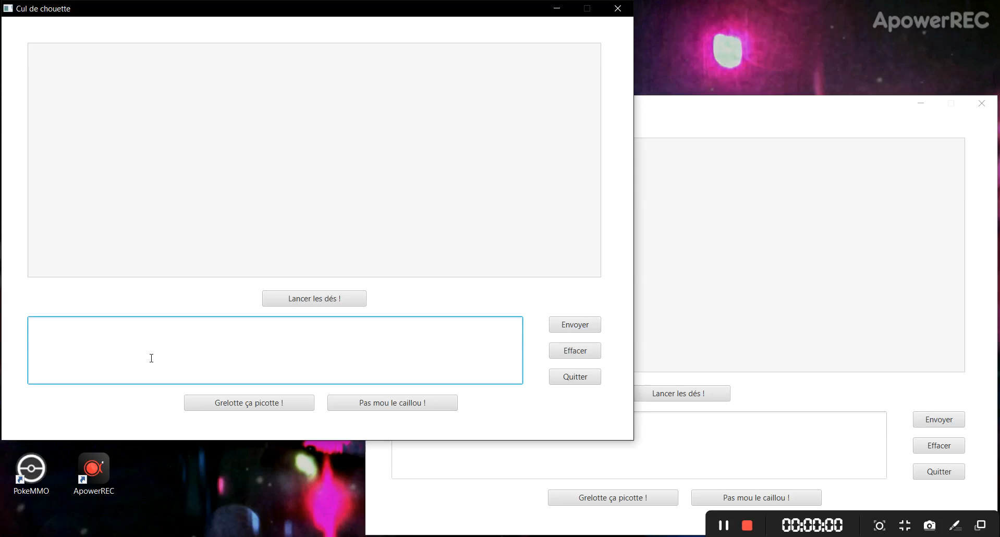 Cul de chouette
ApowerREC
Lancer les dés !
Envoyer
Effacer
Quitter
Grelotte ça picotte !
Pas mou le caillou !
Lancer les dés !
Envoyer
Effacer
Quitter
Grelotte ça picotte !
Pas mou le caillou !
PokeMMO
ApowerREC
00:00:00